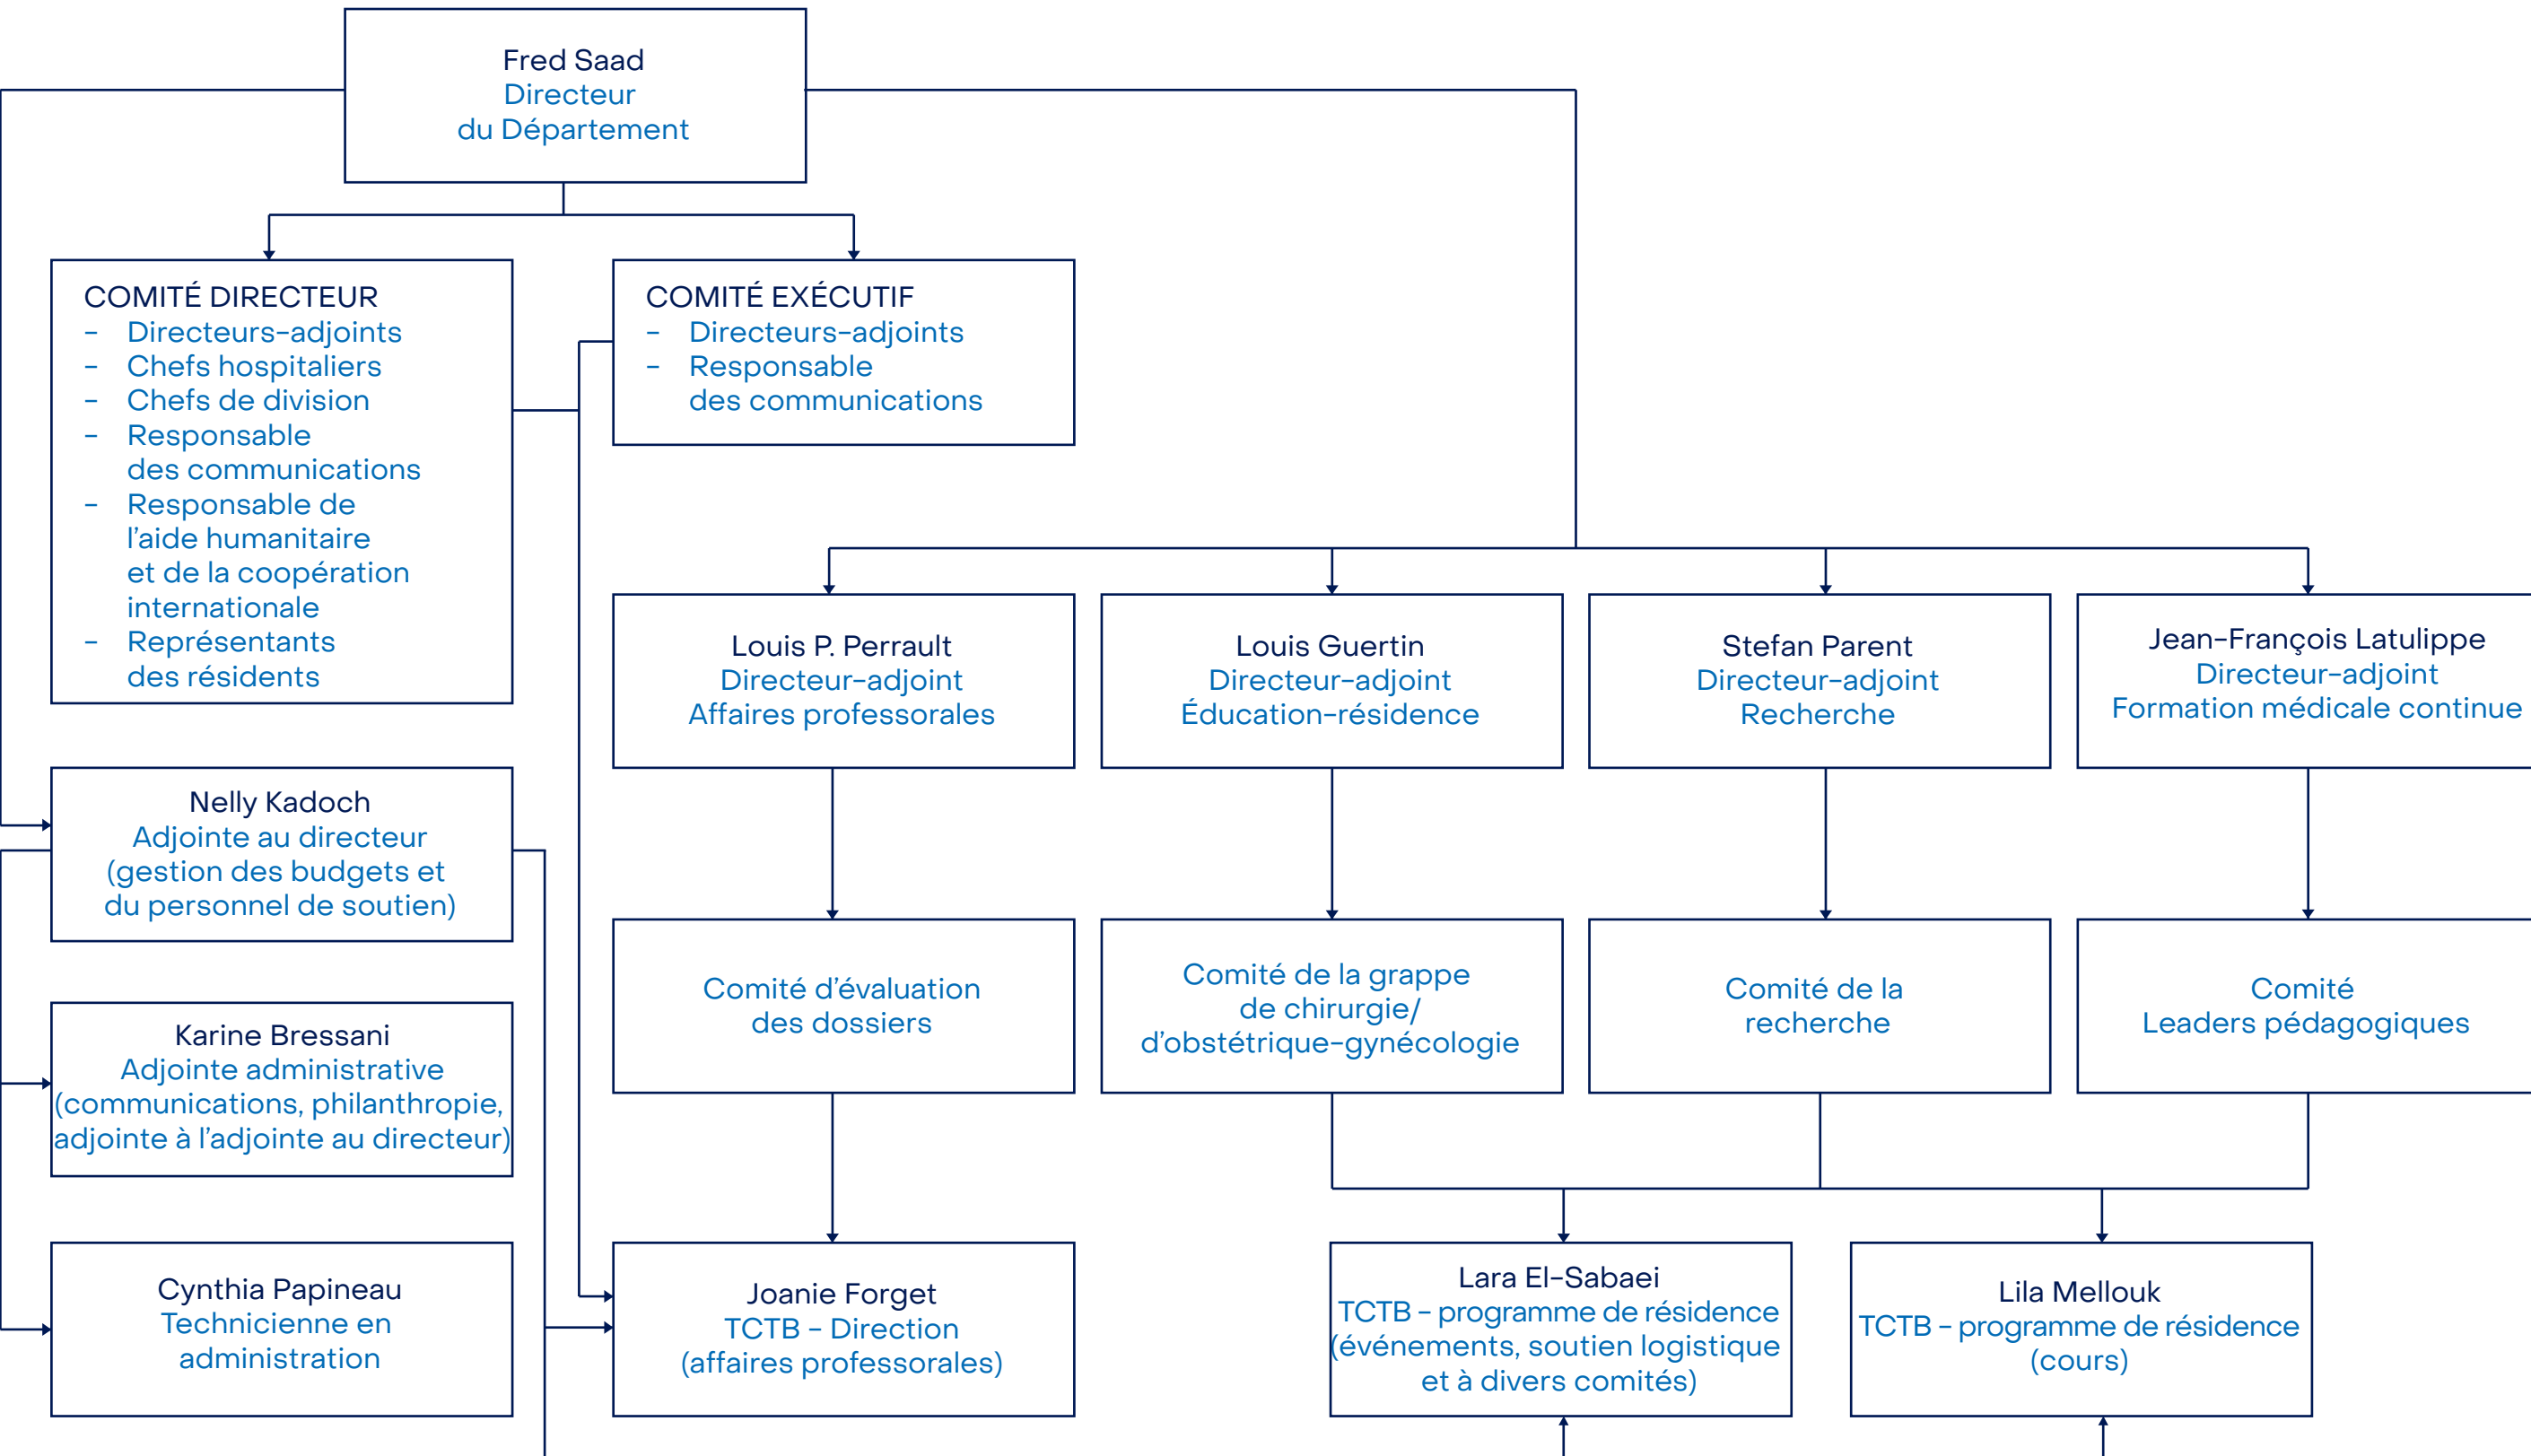 Fred Saad
Directeur
du Département
COMITÉ DIRECTEUR
- Directeurs-adjoints
- Chefs hospitaliers
- Chefs de division
- Responsable
des communications
- Responsable de
l'aide humanitaire
et de la coopération
internationale
- Représentants
des résidents
COMITÉ EXÉCUTIF
- Directeurs-adjoints
- Responsable
des communications
Louis P. Perrault
Directeur-adjoint
Affaires professorales
Louis Guertin
Directeur-adjoint
Éducation-résidence
Stefan Parent
Directeur-adjoint
Recherche
Jean-François Latulippe
Directeur-adjoint
Formation médicale continue
Nelly Kadoch
Adjointe au directeur
(gestion des budgets et
du personnel de soutien)
Comité d'évaluation
des dossiers
Comité de la grappe
de chirurgie/
d'obstétrique-gynécologie
Comité de la
recherche
Comité
Leaders pédagogiques
Karine Bressani
Adjointe administrative
(communications, philanthropie,
adjointe à l'adjointe au directeur)
Cynthia Papineau
Technicienne en
administration
Joanie Forget
TCTB - Direction
(affaires professorales)
Lara El-Sabaei
TCTB - programme de résidence
(événements, soutien logistique
et à divers comités)
Lila Mellouk
TCTB - programme de résidence
(cours)